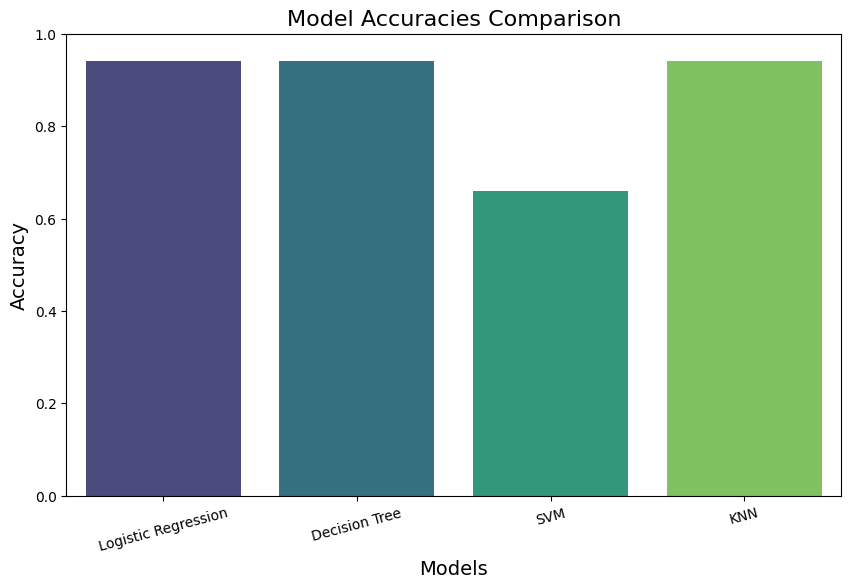 Model Accuracies Comparison
1.0
0.8
0.6
0.4
0.2
0.0
Accuracy
Logistic Regression
Decision Tree
SVM
KNN
Models